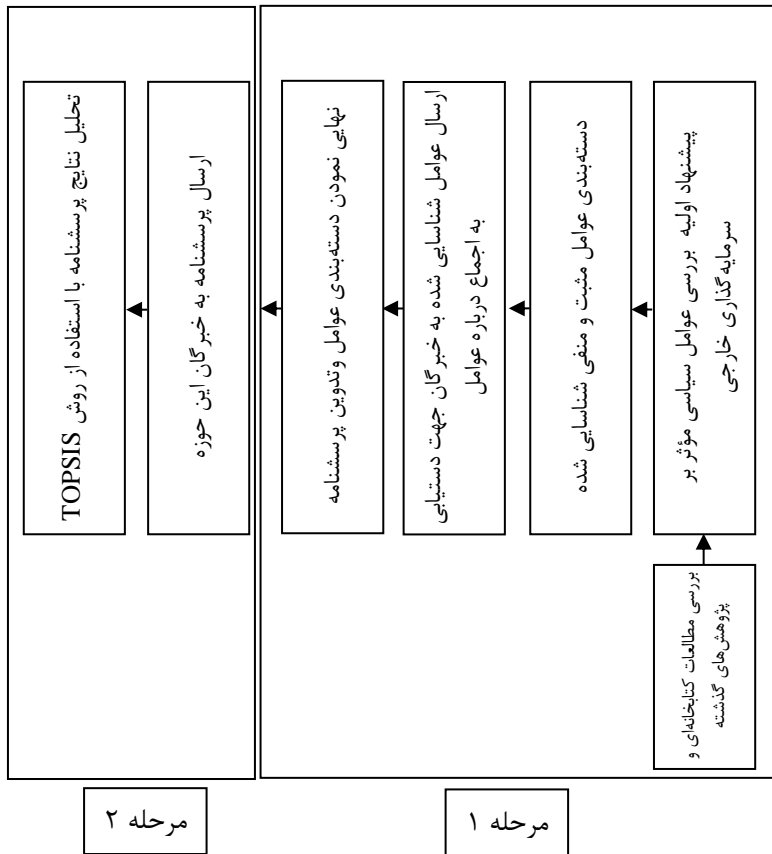 بررسی مطالعات کتابخانه‌ای و
پژوهش‌های گذشته
پیشنهاد اولیه بررسی عوامل سیاسی مؤثر بر
سرمایه‌گذاری خارجی
دسته‌بندی عوامل مثبت و منفی شناسایی شده
ارسال عوامل شناسایی شده به خبرگان جهت دستیابی
به اجماع درباره عوامل
نهایی نمودن دسته‌بندی عوامل وتدوین پرسشنامه
ارسال پرسشنامه به خبرگان این حوزه
تحلیل نتایج پرسشنامه با استفاده از روش TOPSIS
مرحله ۱
مرحله ۲